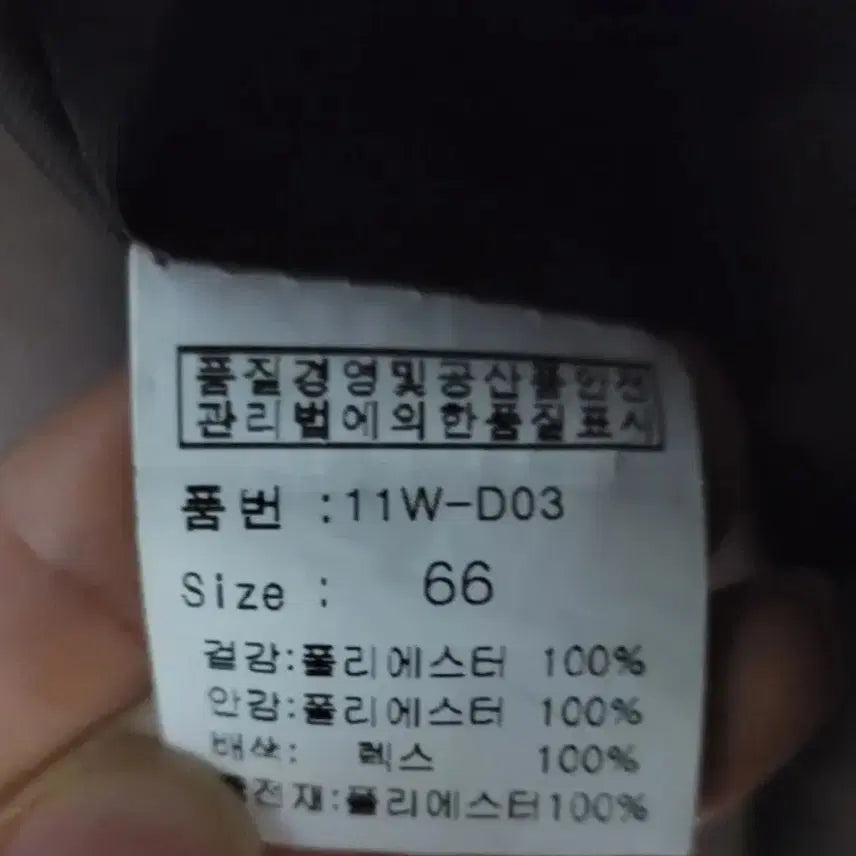 품질경영및공산품안전
관리법에의한품질표시
품번 :11W-D03
Size : 66
겉감:폴리에스터 100%
안감:폴리에스터 100%
배색: 렉스 100%
충전재:폴리에스터100%